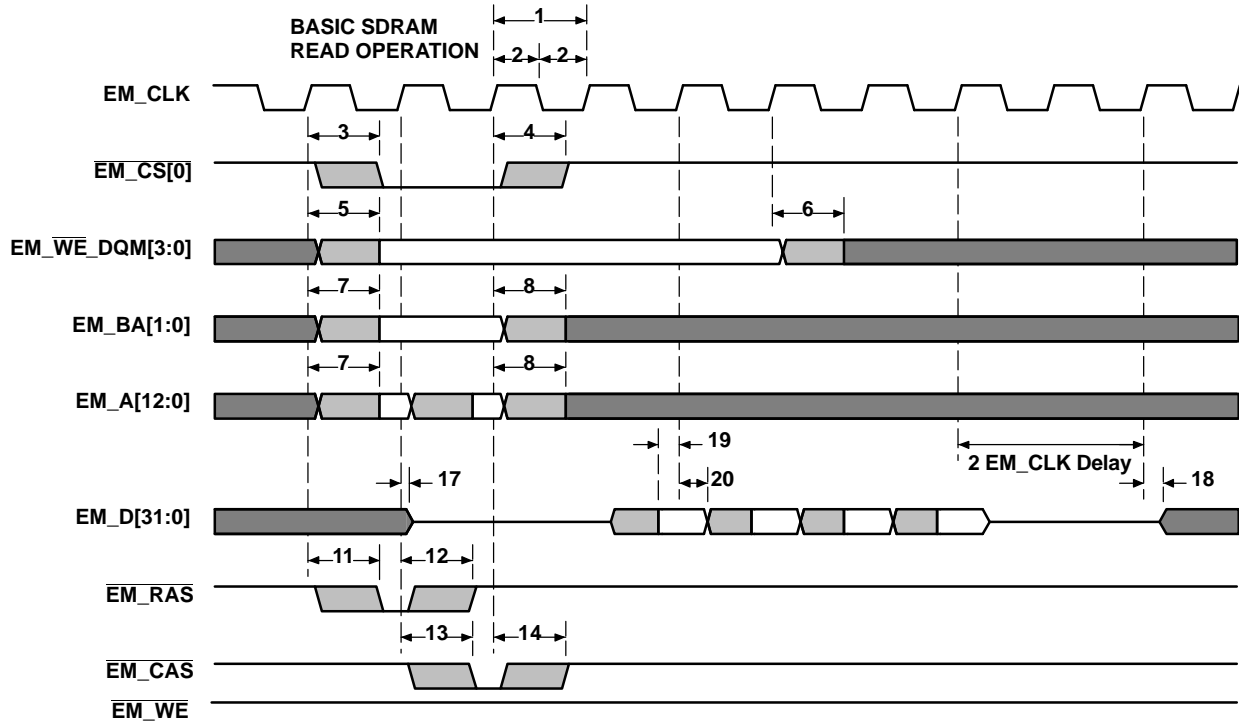 1
BASIC SDRAM
READ OPERATION
2 2
EM_CLK
3 4
EM_CS[0]
5 6
EM_WE_DQM[3:0]
7 8
EM_BA[1:0]
7 8
EM_A[12:0]
19
2 EM_CLK Delay
17 20 18
EM_D[31:0]
11 12
EM_RAS
13 14
EM_CAS
EM_WE